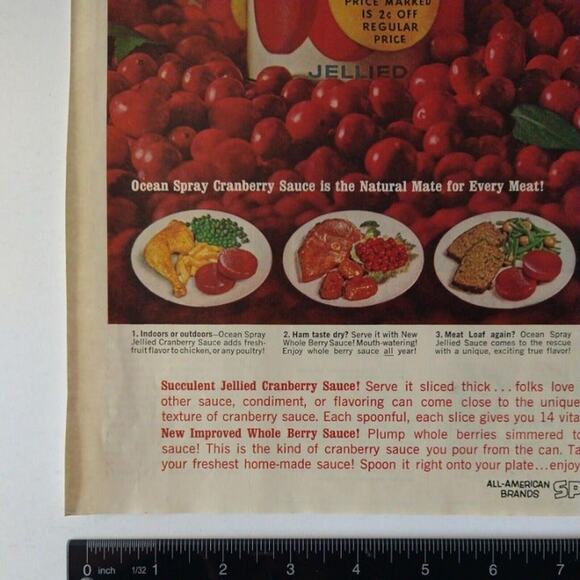 PRICE MARKED
IS 2¢ OFF
REGULAR
PRICE
JELLIED
Ocean Spray Cranberry Sauce is the Natural Mate for Every Meat!
1. Indoors or outdoors—Ocean Spray
Jellied Cranberry Sauce adds fresh-
fruit flavor to chicken, or any poultry!
2. Ham taste dry? Serve it with New
Whole Berry Sauce! Mouth-watering!
Enjoy whole berry sauce all year!
3. Meat Loaf again? Ocean Spray
Jellied Sauce comes to the rescue
with a unique, exciting true flavor!
Succulent Jellied Cranberry Sauce! Serve it sliced thick... folks love
other sauce, condiment, or flavoring can come close to the unique
texture of cranberry sauce. Each spoonful, each slice gives you 14 vita
New Improved Whole Berry Sauce! Plump whole berries simmered to
sauce! This is the kind of cranberry sauce you pour from the can. Ta
your freshest home-made sauce! Spoon it right onto your plate...enjoy
ALL-AMERICAN
BRANDS SP
0 inch 1/32 1 2 3 4 5 6 7